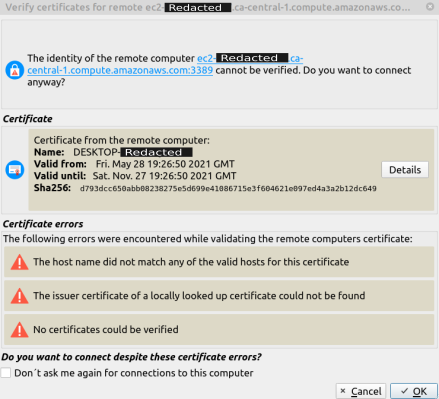 Verify certificates for remote ec2- Redacted .ca-central-1.compute.amazonaws.co...
The identity of the remote computer ec2- Redacted .ca-
central-1.compute.amazonaws.com:3389 cannot be verified. Do you want to connect
anyway?
Certificate
Certificate from the remote computer:
Name: DESKTOP-Redacted
Valid from: Fri. May 28 19:26:50 2021 GMT
Valid until: Sat. Nov. 27 19:26:50 2021 GMT
Details
Sha256: d793dcc650abb08238275e5d699e41086715e3f604621e097ed4a3a2b12dc649
Certificate errors
The following errors were encountered while validating the remote computers certificate:
The host name did not match any of the valid hosts for this certificate
The issuer certificate of a locally looked up certificate could not be found
No certificates could be verified
Do you want to connect despite these certificate errors?
Don´t ask me again for connections to this computer
Cancel OK